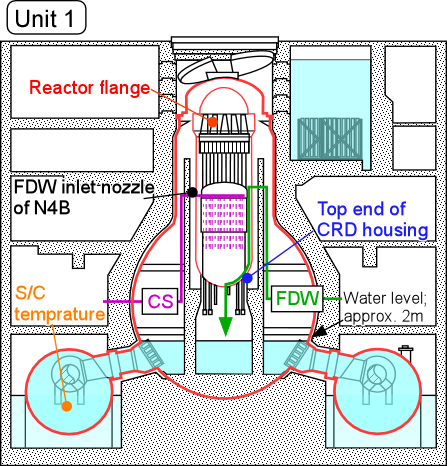 Unit 1
Reactor flange
FDW inlet nozzle
of N4B
Top end of
CRD housing
S/C
temprature
CS
FDW
Water level;
approx. 2m